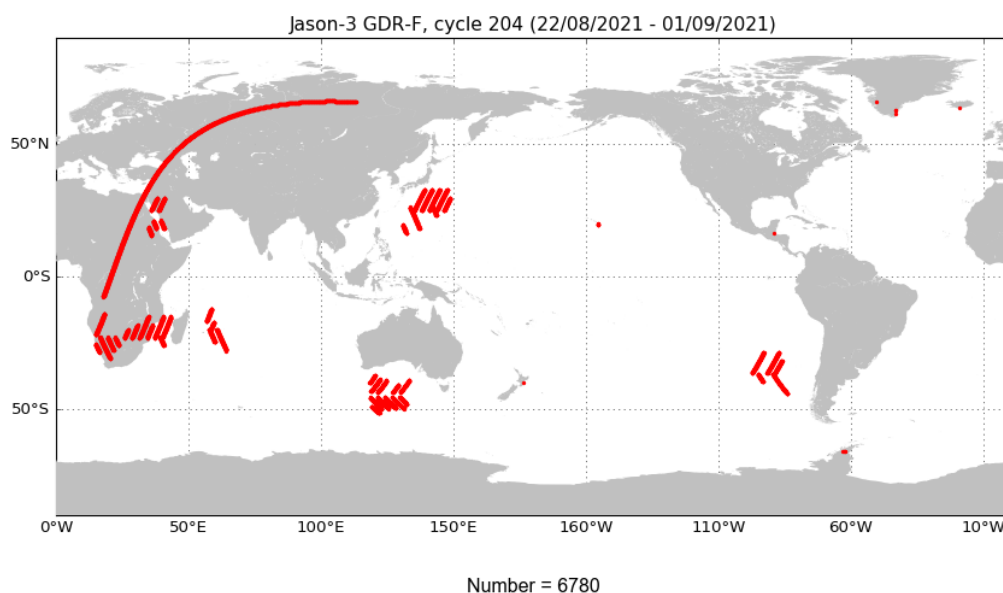 Jason-3 GDR-F, cycle 204 (22/08/2021 - 01/09/2021)
50°N
0°S
50°S
0°W 50°E 100°E 150°E 160°W 110°W 60°W 10°W
Number = 6780